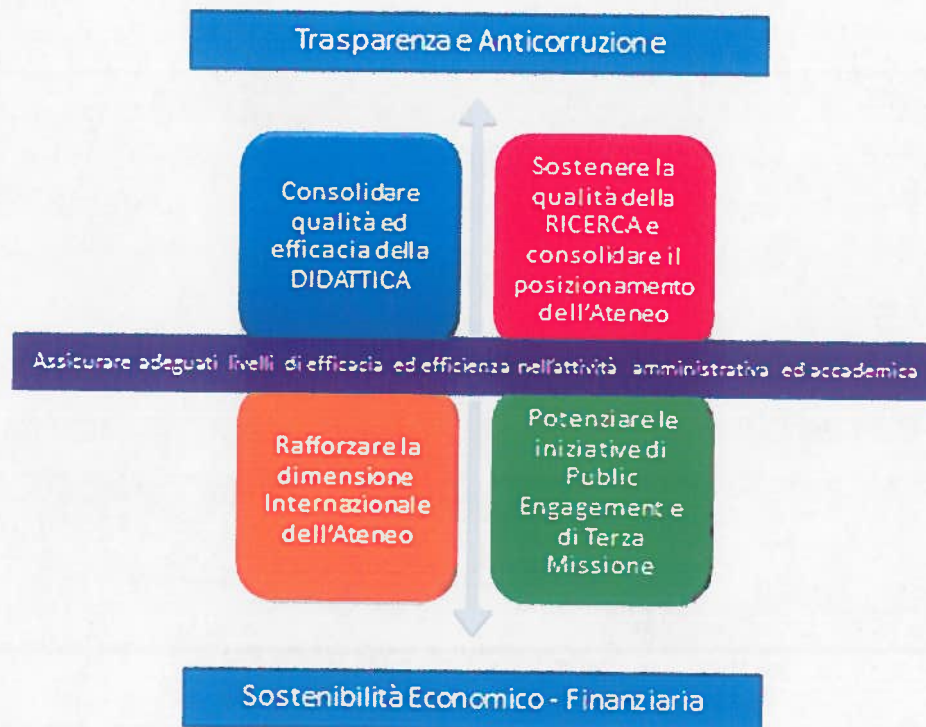 Trasparenza e Anticorruzione
Consolidare
qualità ed
efficacia della
DIDATTICA
Sostenere la
qualità della
RICERCA e
consolidare il
posizionamento
dell'Ateneo
Assicurare adeguati livelli di efficacia ed efficienza nell'attività amministrativa ed accademica
Rafforzare la
dimensione
Internazionale
dell'Ateneo
Potenziare le
iniziative di
Public
Engagement e
di Terza
Missione
Sostenibilità Economico - Finanziaria